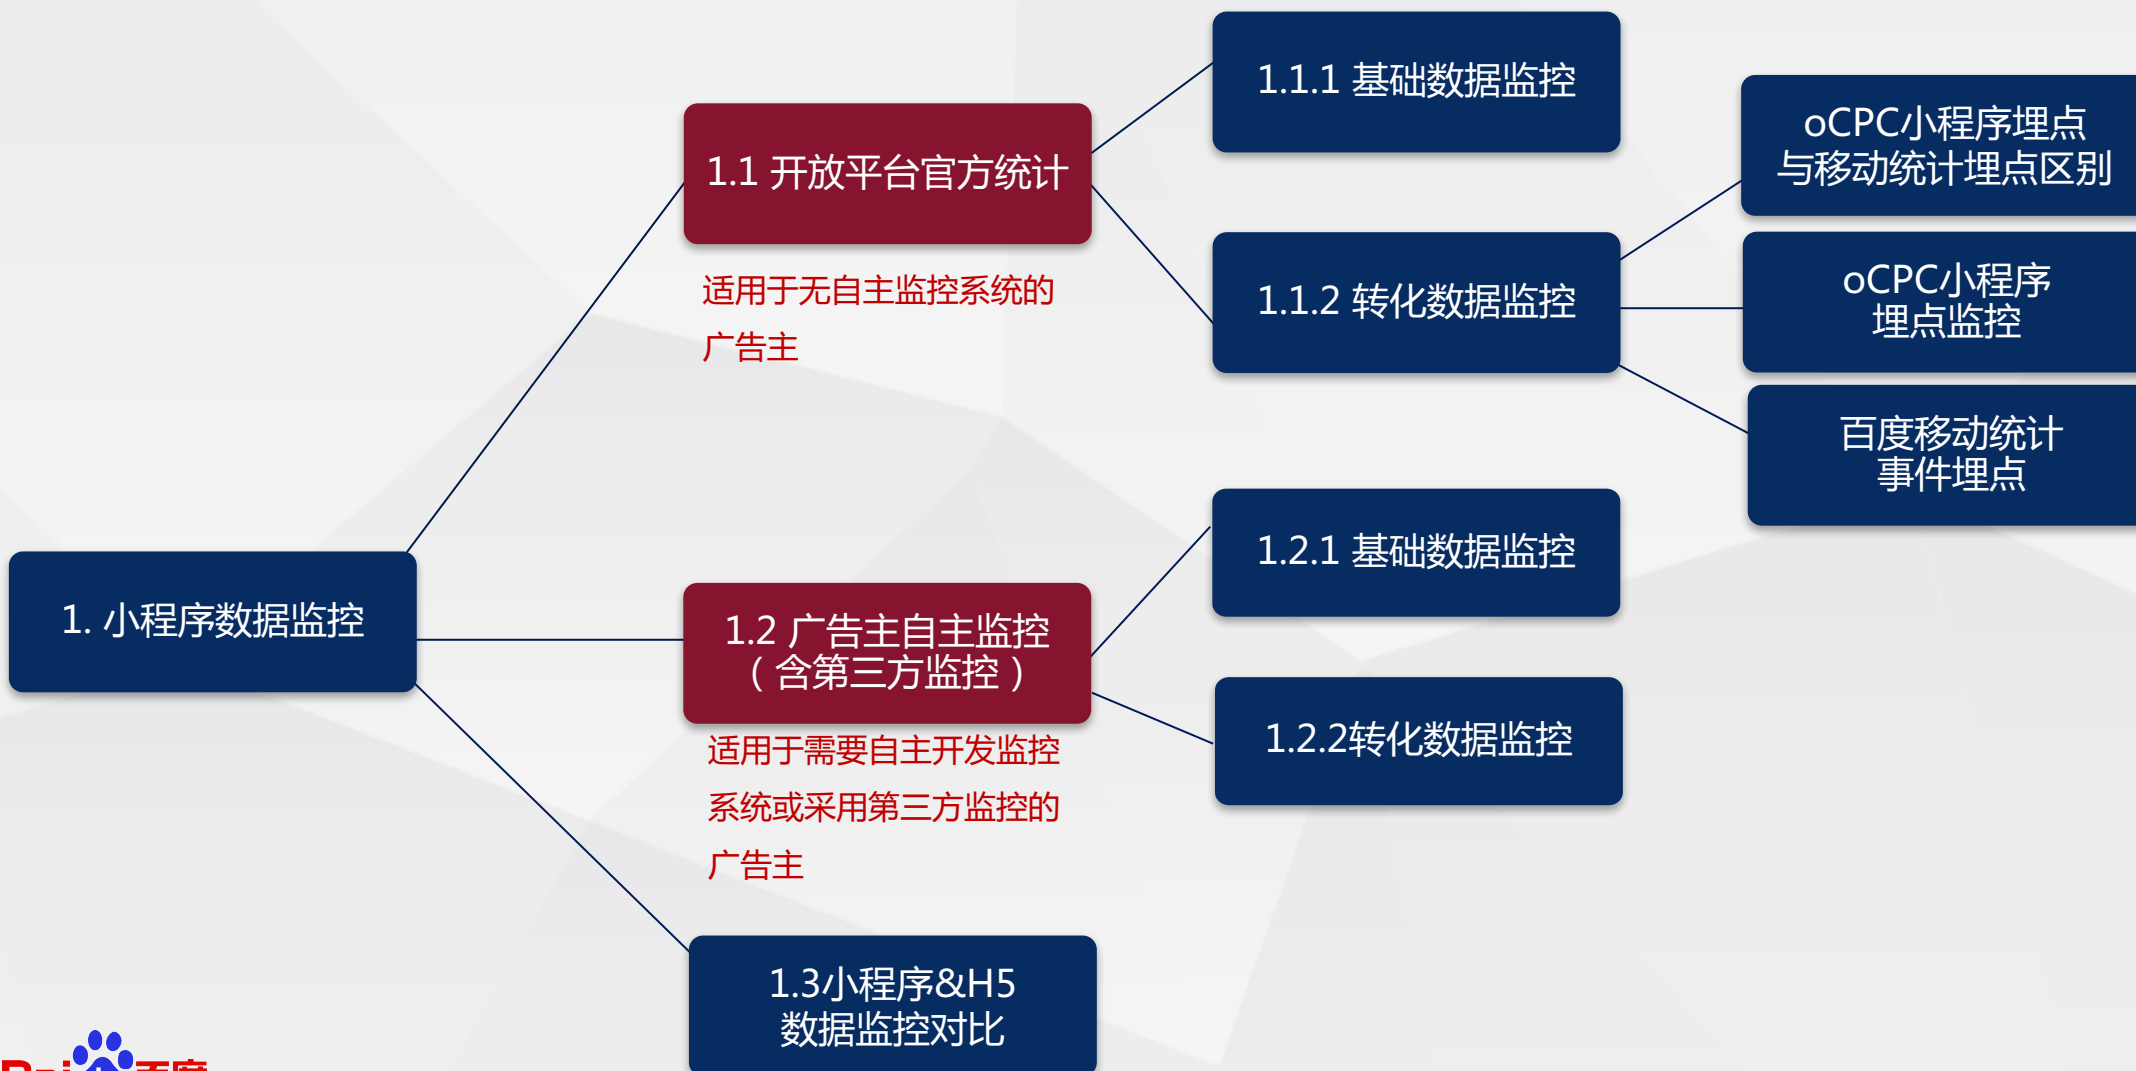 1.1.1 基础数据监控
oCPC小程序埋点
与移动统计埋点区别
1.1 开放平台官方统计
适用于无自主监控系统的
广告主
1.1.2 转化数据监控
oCPC小程序
埋点监控
百度移动统计
事件埋点
1.2.1 基础数据监控
1. 小程序数据监控
1.2 广告主自主监控
（含第三方监控）
适用于需要自主开发监控
系统或采用第三方监控的
广告主
1.2.2转化数据监控
1.3小程序&H5
数据监控对比